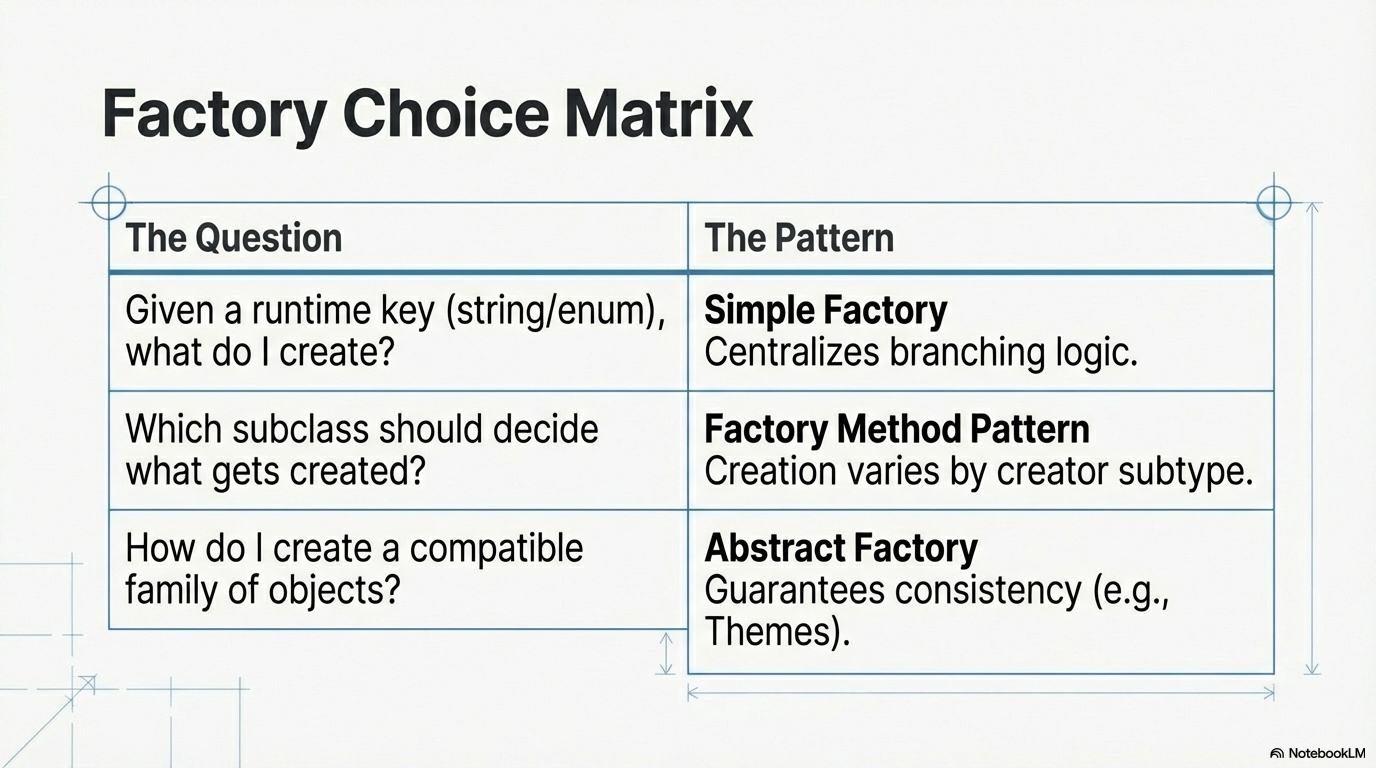 Factory Choice Matrix
The Question
The Pattern
Given a runtime key (string/enum),
what do I create?
Simple Factory
Centralizes branching logic.
Which subclass should decide
what gets created?
Factory Method Pattern
Creation varies by creator subtype.
How do I create a compatible
family of objects?
Abstract Factory
Guarantees consistency (e.g.,
Themes).
NotebookLM